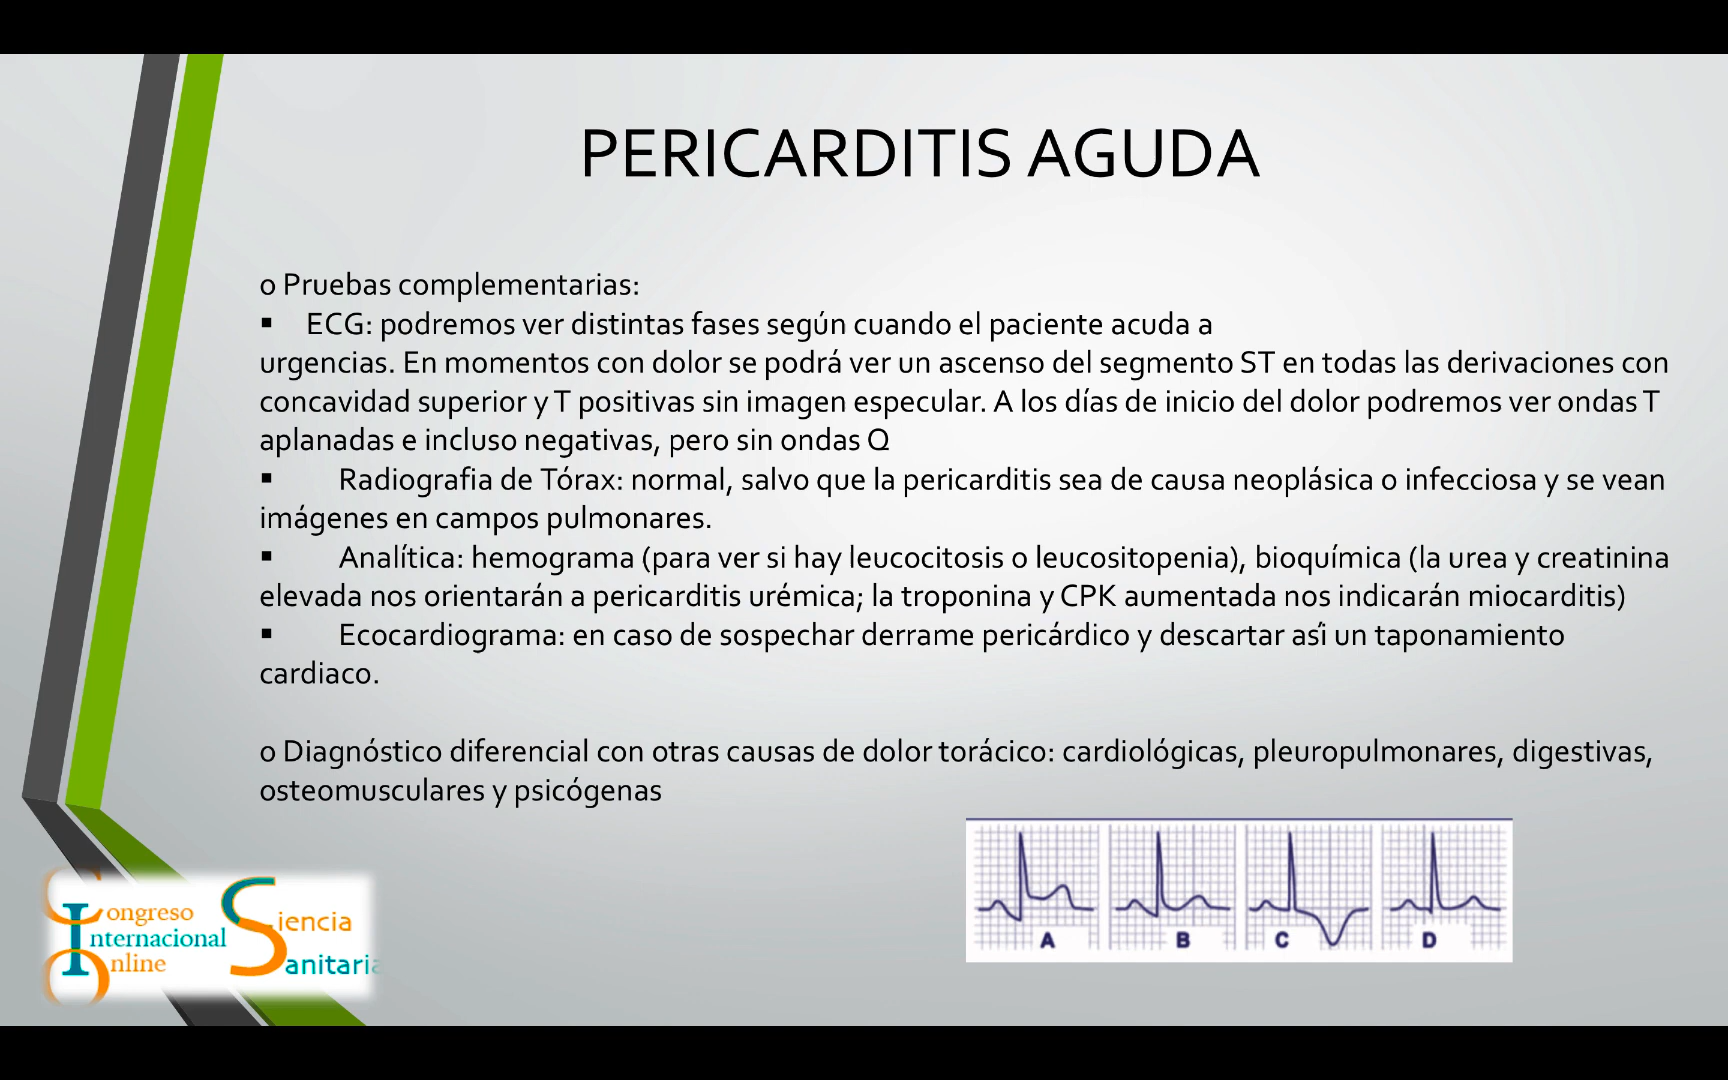 PERICARDITIS AGUDA
o Pruebas complementarias:
▪ ECG: podremos ver distintas fases según cuando el paciente acuda a
urgencias. En momentos con dolor se podrá ver un ascenso del segmento ST en todas las derivaciones con
concavidad superior y T positivas sin imagen especular. A los días de inicio del dolor podremos ver ondas T
aplanadas e incluso negativas, pero sin ondas Q
▪ Radiografia de Tórax: normal, salvo que la pericarditis sea de causa neoplásica o infecciosa y se vean
imágenes en campos pulmonares.
▪ Analítica: hemograma (para ver si hay leucocitosis o leucositopenia), bioquímica (la urea y creatinina
elevada nos orientarán a pericarditis urémica; la troponina y CPK aumentada nos indicarán miocarditis)
▪ Ecocardiograma: en caso de sospechar derrame pericárdico y descartar así un taponamiento
cardiaco.
o Diagnóstico diferencial con otras causas de dolor torácico: cardiológicas, pleuropulmonares, digestivas,
osteomusculares y psicógenas
A B C D
Congreso
Internacional
Online
Siencia
Sanitaria